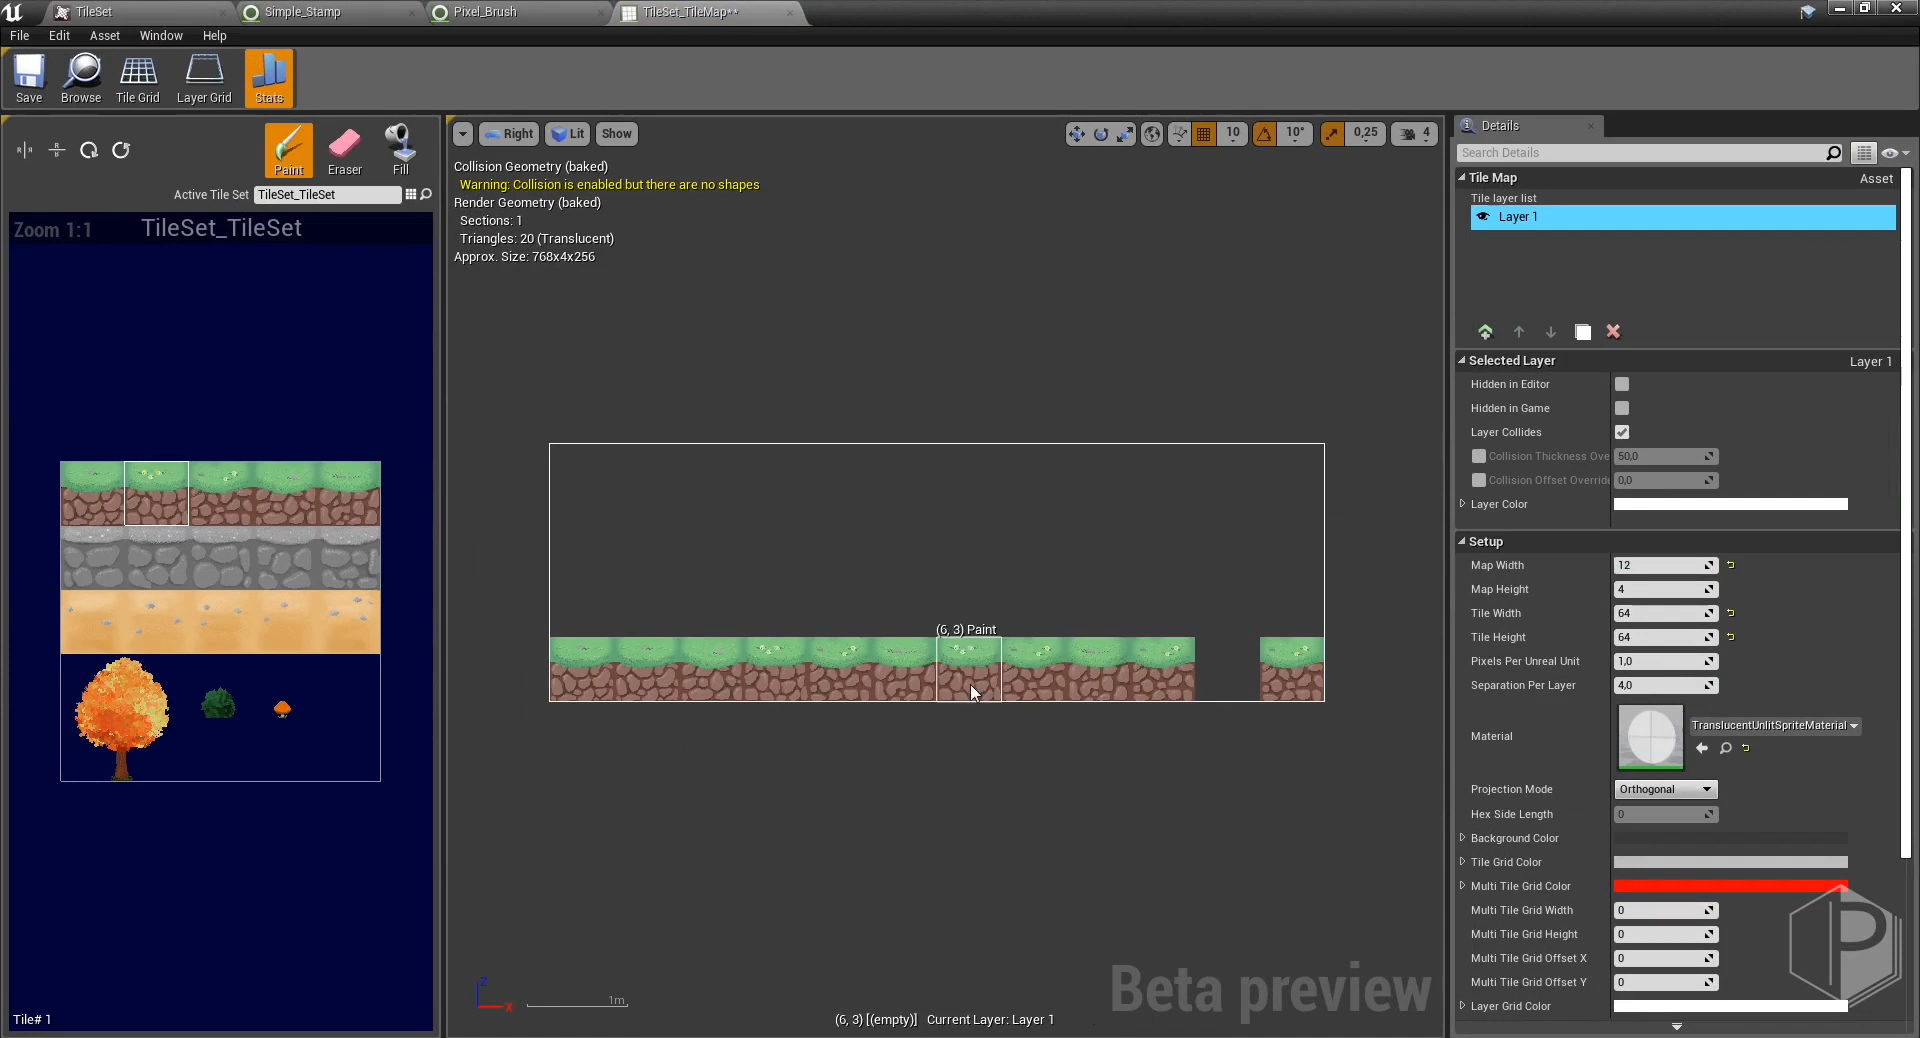 TileSet
Simple_Stamp
Pixel_Brush
TileSet_TileMap**
File Edit Asset Window Help
Save Browse Tile Grid Layer Grid Stats
Paint Eraser Fill
Active Tile Set TileSet_TileSet
Zoom 1:1 TileSet_TileSet
Tile# 1
Right Lit Show
10 10° 0,25 4
Collision Geometry (baked)
Warning: Collision is enabled but there are no shapes
Render Geometry (baked)
Sections: 1
Triangles: 20 (Translucent)
Approx. Size: 768x4x256
(6, 3) Paint
Z
X
1m
Beta preview
(6, 3) [(empty)] Current Layer: Layer 1
Details
Search Details
Tile Map Asset
Tile layer list
Layer 1
Selected Layer Layer 1
Hidden in Editor
Hidden in Game
Layer Collides
Collision Thickness Ove 50,0
Collision Offset Overrid 0,0
Layer Color
Setup
Map Width 12
Map Height 4
Tile Width 64
Tile Height 64
Pixels Per Unreal Unit 1,0
Separation Per Layer 4,0
Material TranslucentUnlitSpriteMaterial
Projection Mode Orthogonal
Hex Side Length 0
Background Color
Tile Grid Color
Multi Tile Grid Color
Multi Tile Grid Width 0
Multi Tile Grid Height 0
Multi Tile Grid Offset X 0
Multi Tile Grid Offset Y 0
Layer Grid Color